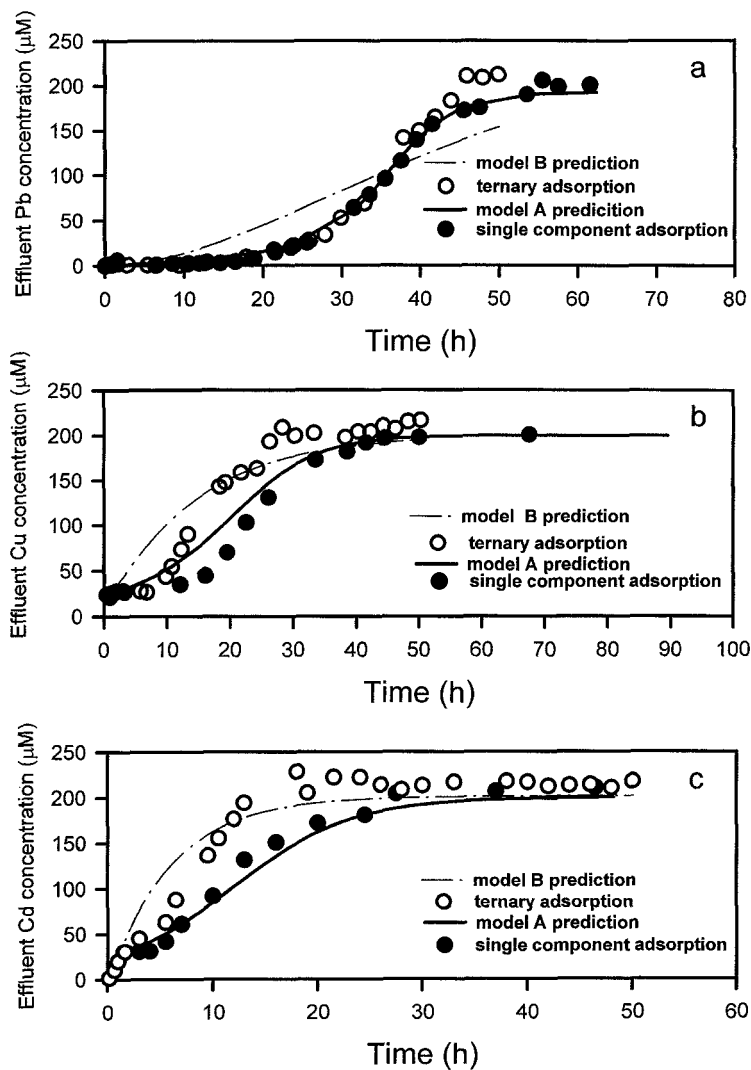 a
250
200
150
100
50
0
Effluent Pb concentration (μM)
model B prediction
ternary adsorption
model A predicition
single component adsorption
0 10 20 30 40 50 60 70 80
Time (h)
b
250
200
150
100
50
0
Effluent Cu concentration (μM)
model B prediction
ternary adsorption
model A prediction
single component adsorption
0 10 20 30 40 50 60 70 80 90 100
Time (h)
c
250
200
150
100
50
0
Effluent Cd concentration (μM)
model B prediction
ternary adsorption
model A prediction
single component adsorption
0 10 20 30 40 50 60
Time (h)